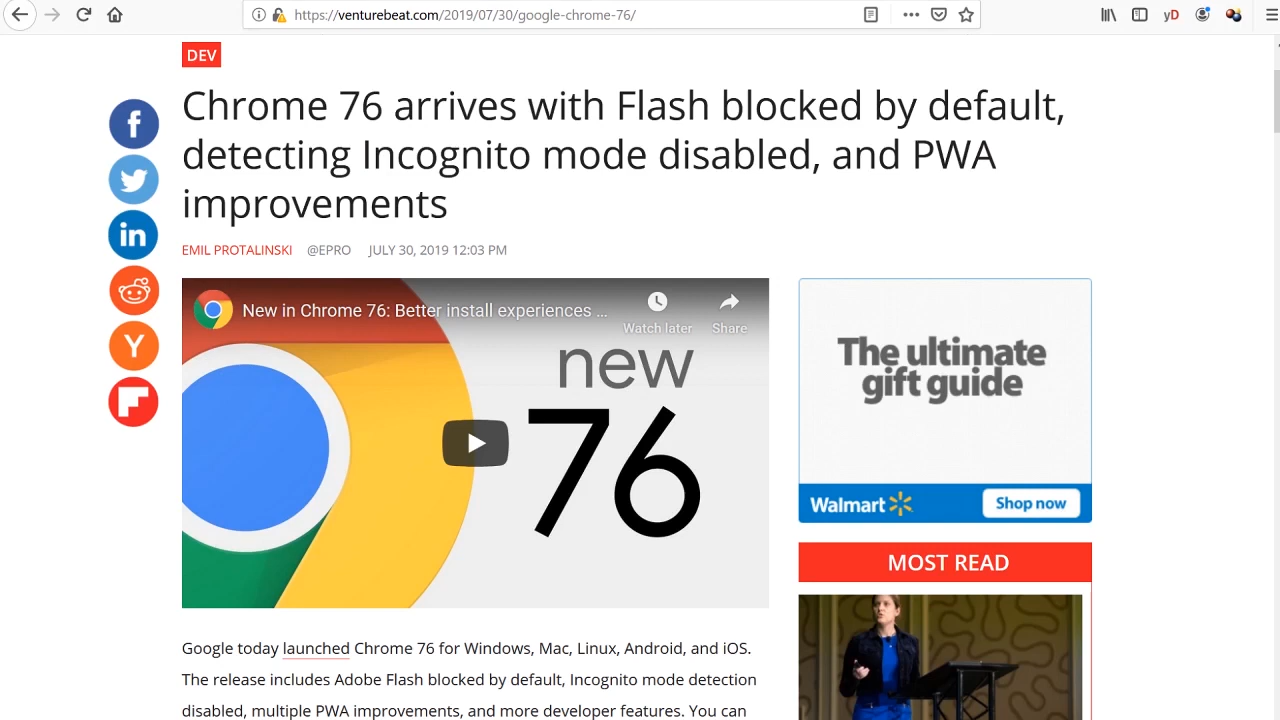 https://venturebeat.com/2019/07/30/google-chrome-76/
yD
DEV
Chrome 76 arrives with Flash blocked by default,
detecting Incognito mode disabled, and PWA
improvements
EMIL PROTALINSKI @EPRO JULY 30, 2019 12:03 PM
New in Chrome 76: Better install experiences ...
Watch later
Share
new
76
The ultimate
gift guide
Walmart
Shop now
MOST READ
Google today launched Chrome 76 for Windows, Mac, Linux, Android, and iOS.
The release includes Adobe Flash blocked by default, Incognito mode detection
disabled, multiple PWA improvements, and more developer features. You can